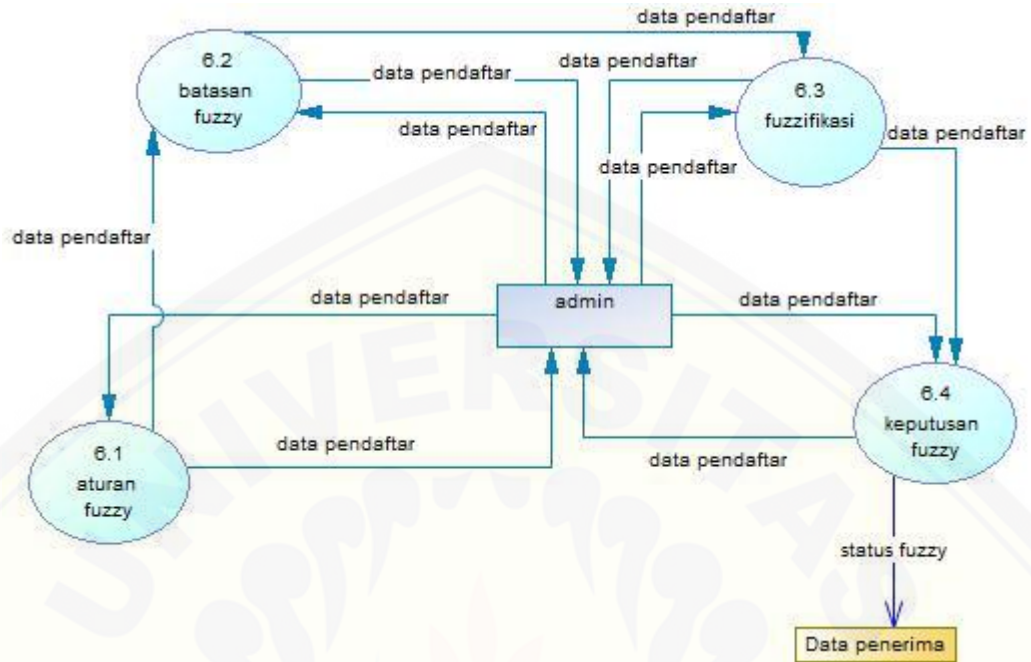 data pendaftar
6.2
batasan
fuzzy
data pendaftar
data pendaftar
6.3
fuzzifikasi
data pendaftar
data pendaftar
data pendaftar
data pendaftar
data pendaftar
admin
data pendaftar
6.1
aturan
fuzzy
data pendaftar
data pendaftar
6.4
keputusan
fuzzy
status fuzzy
Data penerima
UNIVERSITAS